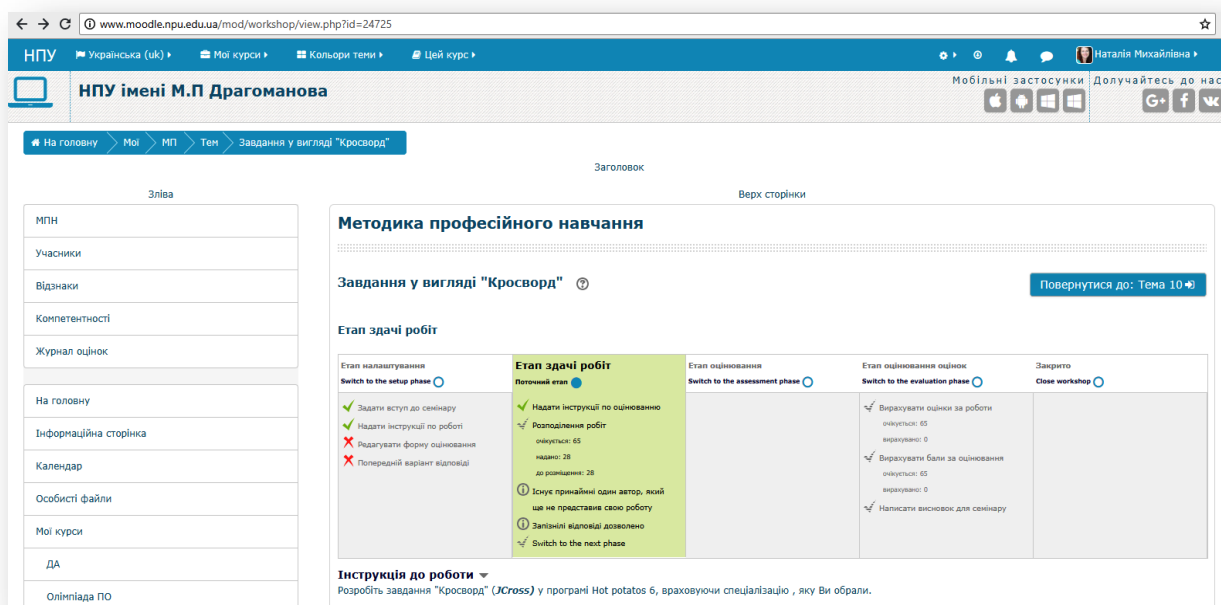 www.moodle.npu.edu.ua/mod/workshop/view.php?id=24725
НПУ Українська (uk) Мої курси Кольори теми Цей курс Наталія Михайлівна
НПУ імені М.П Драгоманова
Мобільні застосунки Долучайтесь до нас
На головну Мої МП Тем Завдання у вигляді "Кросворд"
Заголовок
Зліва
Верх сторінки
МПН
Учасники
Відзнаки
Компетентності
Журнал оцінок
На головну
Інформаційна сторінка
Календар
Особисті файли
Мої курси
ДА
Олімпіада ПО
Методика професійного навчання
Завдання у вигляді "Кросворд"
Повернутися до: Тема 10
Етап здачі робіт
Етап налаштування
Switch to the setup phase
Задати вступ до семінару
Надати інструкції по роботі
Редагувати форму оцінювання
Попередній варіант відповіді
Етап здачі робіт
Поточний етап
Надати інструкції по оцінюванню
Розподілення робіт
очікується: 65
надано: 28
до розміщення: 28
Існує принаймні один автор, який
ще не представив свою роботу
Запізнілі відповіді дозволено
Switch to the next phase
Етап оцінювання
Switch to the assessment phase
Етап оцінювання оцінок
Switch to the evaluation phase
Вирахувати оцінки за роботи
очікується: 65
вирахувано: 0
Вирахувати бали за оцінювання
очікується: 65
вирахувано: 0
Написати висновок для семінару
Закрито
Close workshop
Інструкція до роботи
Розробіть завдання "Кросворд" (JCross) у програмі Hot potatos 6, враховуючи спеціалізацію , яку Ви обрали.